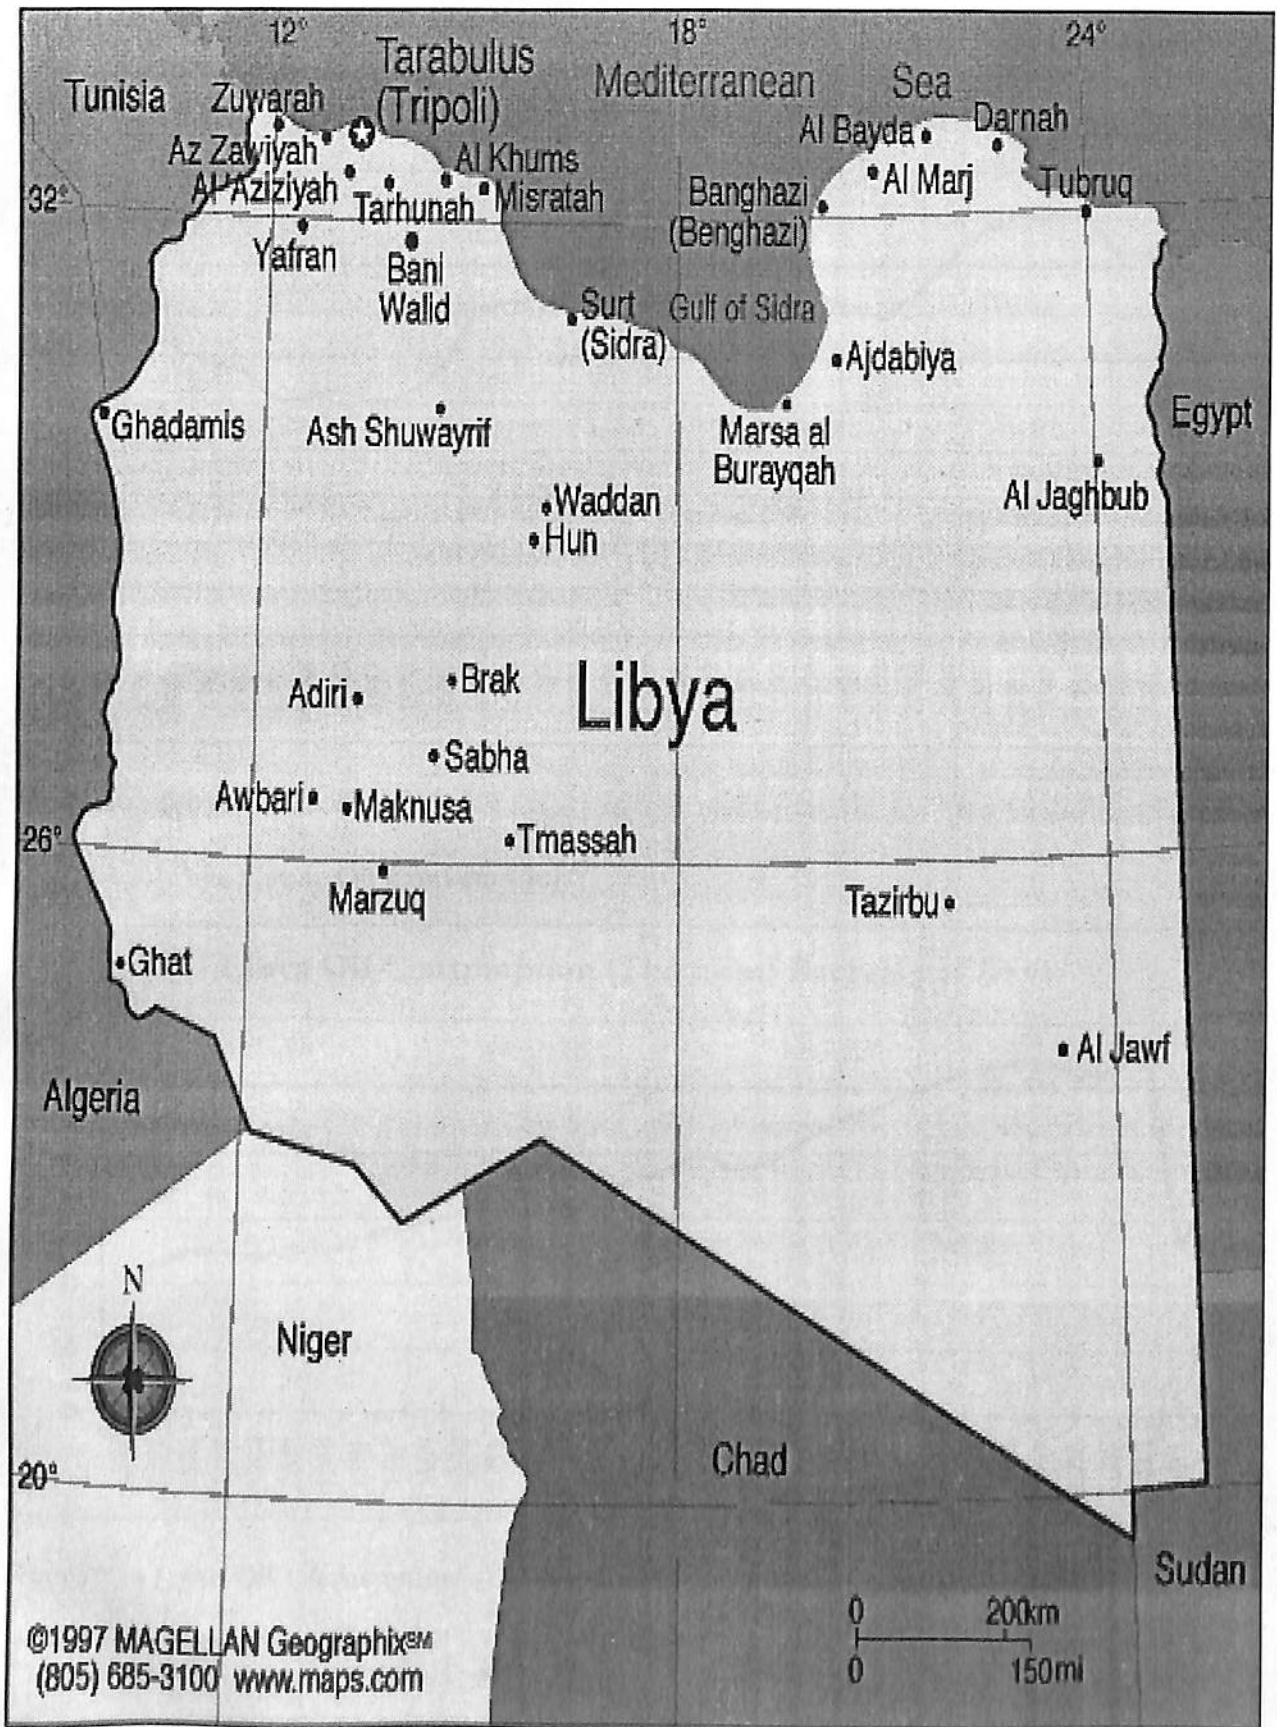 12°
18°
24°
Tarabulus
(Tripoli)
Mediterranean Sea
Tunisia
Zuwarah
Az Zawiyah
Al 'Aziziyah
Tarhunah
Al Khums
Misratah
Al Bayda
Darnah
Al Marj
Tubruq
Banghazi
(Benghazi)
32°
Yafran
Bani
Walid
Surt
(Sidra)
Gulf of Sidra
Ajdabiya
Egypt
Ghadamis
Ash Shuwayrif
Marsa al
Burayqah
Al Jaghbub
Waddan
Hun
Libya
Adiri
Brak
Sabha
Awbari
Maknusa
Tmassah
26°
Marzuq
Tazirbu
Ghat
Al Jawf
Algeria
N
Niger
Chad
20°
Sudan
0 200km
0 150mi
©1997 MAGELLAN Geographix℠
(805) 685-3100 www.maps.com